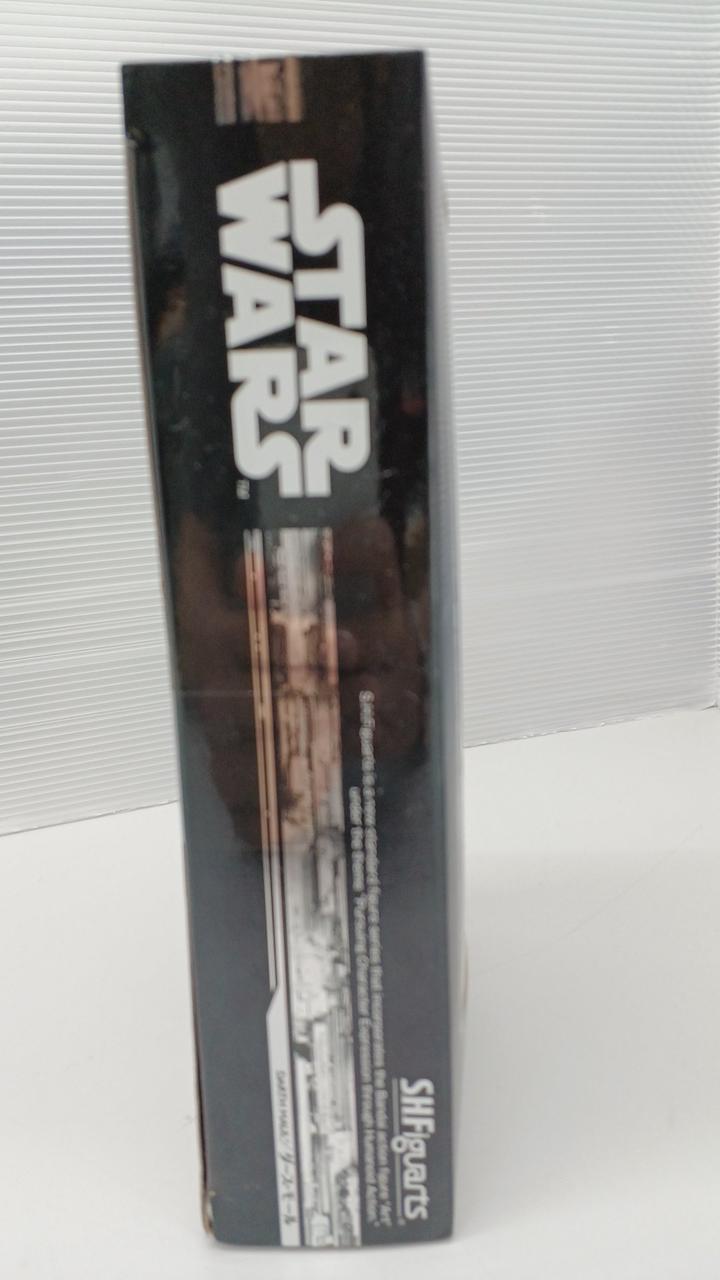 STAR
WARS
TM
S.H.Figuarts is a new standard figure series that incorporates the Bandai action figure "Art"
under the theme "Pursuing Character Expression through Humanoid Action."
S.H.Figuarts
DARTH MAUL/ダース・モール